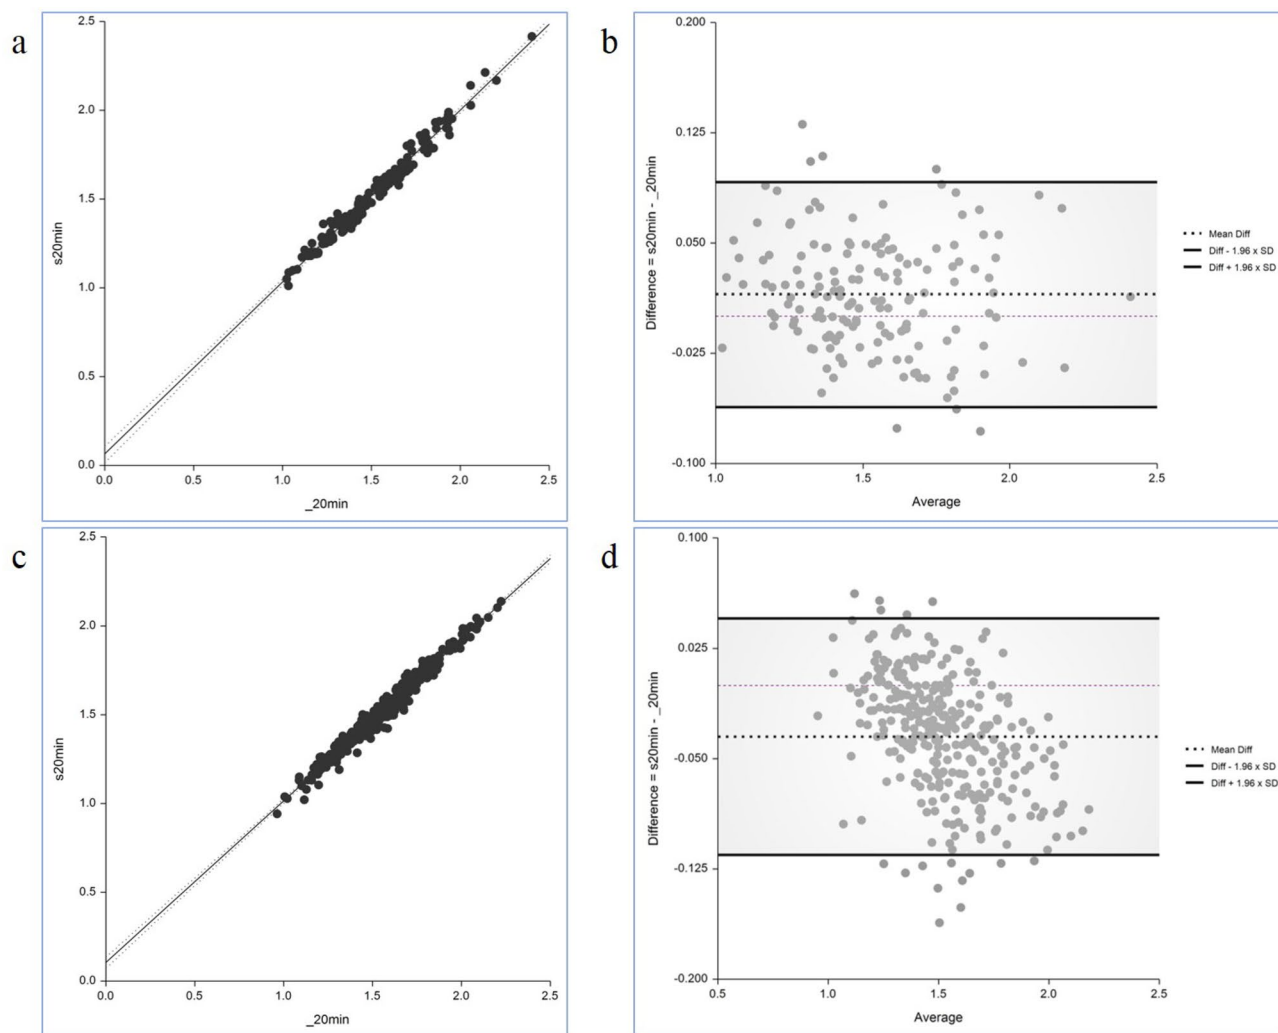 a
2.5
2.0
1.5
1.0
0.5
0.0
s20min
0.0 0.5 1.0 1.5 2.0 2.5
_20min
b
0.200
0.125
0.050
-0.025
-0.100
Difference = s20min - _20min
1.0 1.5 2.0 2.5
Average
Mean Diff
Diff - 1.96 x SD
Diff + 1.96 x SD
c
2.5
2.0
1.5
1.0
0.5
0.0
s20min
0.0 0.5 1.0 1.5 2.0 2.5
_20min
d
0.100
0.025
-0.050
-0.125
-0.200
Difference = s20min - _20min
0.5 1.0 1.5 2.0 2.5
Average
Mean Diff
Diff - 1.96 x SD
Diff + 1.96 x SD